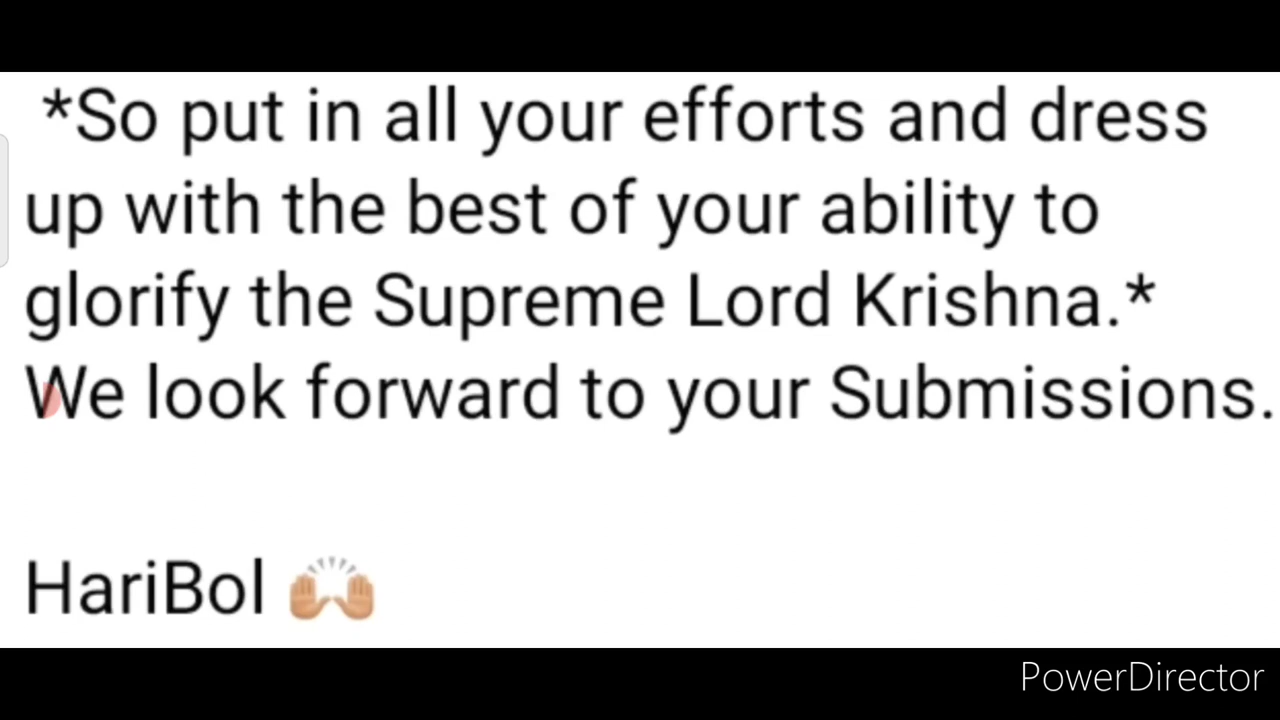 *So put in all your efforts and dress
up with the best of your ability to
glorify the Supreme Lord Krishna.*
We look forward to your Submissions.
HariBol 🙌🏼
PowerDirector